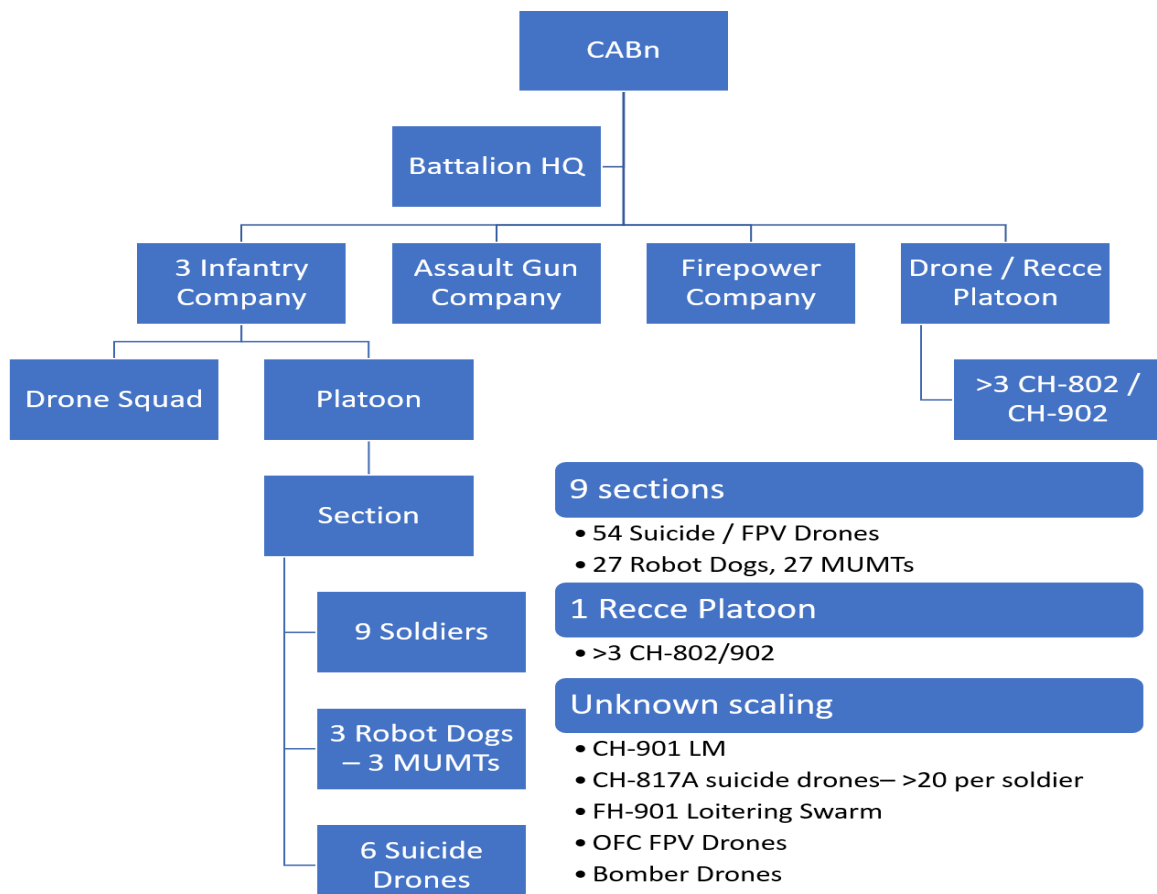 CABn
Battalion HQ
3 Infantry
Company
Assault Gun
Company
Firepower
Company
Drone / Recce
Platoon
Drone Squad
Platoon
>3 CH-802 /
CH-902
Section
9 Soldiers
3 Robot Dogs
– 3 MUMTs
6 Suicide
Drones
9 sections
• 54 Suicide / FPV Drones
• 27 Robot Dogs, 27 MUMTs
1 Recce Platoon
• >3 CH-802/902
Unknown scaling
• CH-901 LM
• CH-817A suicide drones– >20 per soldier
• FH-901 Loitering Swarm
• OFC FPV Drones
• Bomber Drones